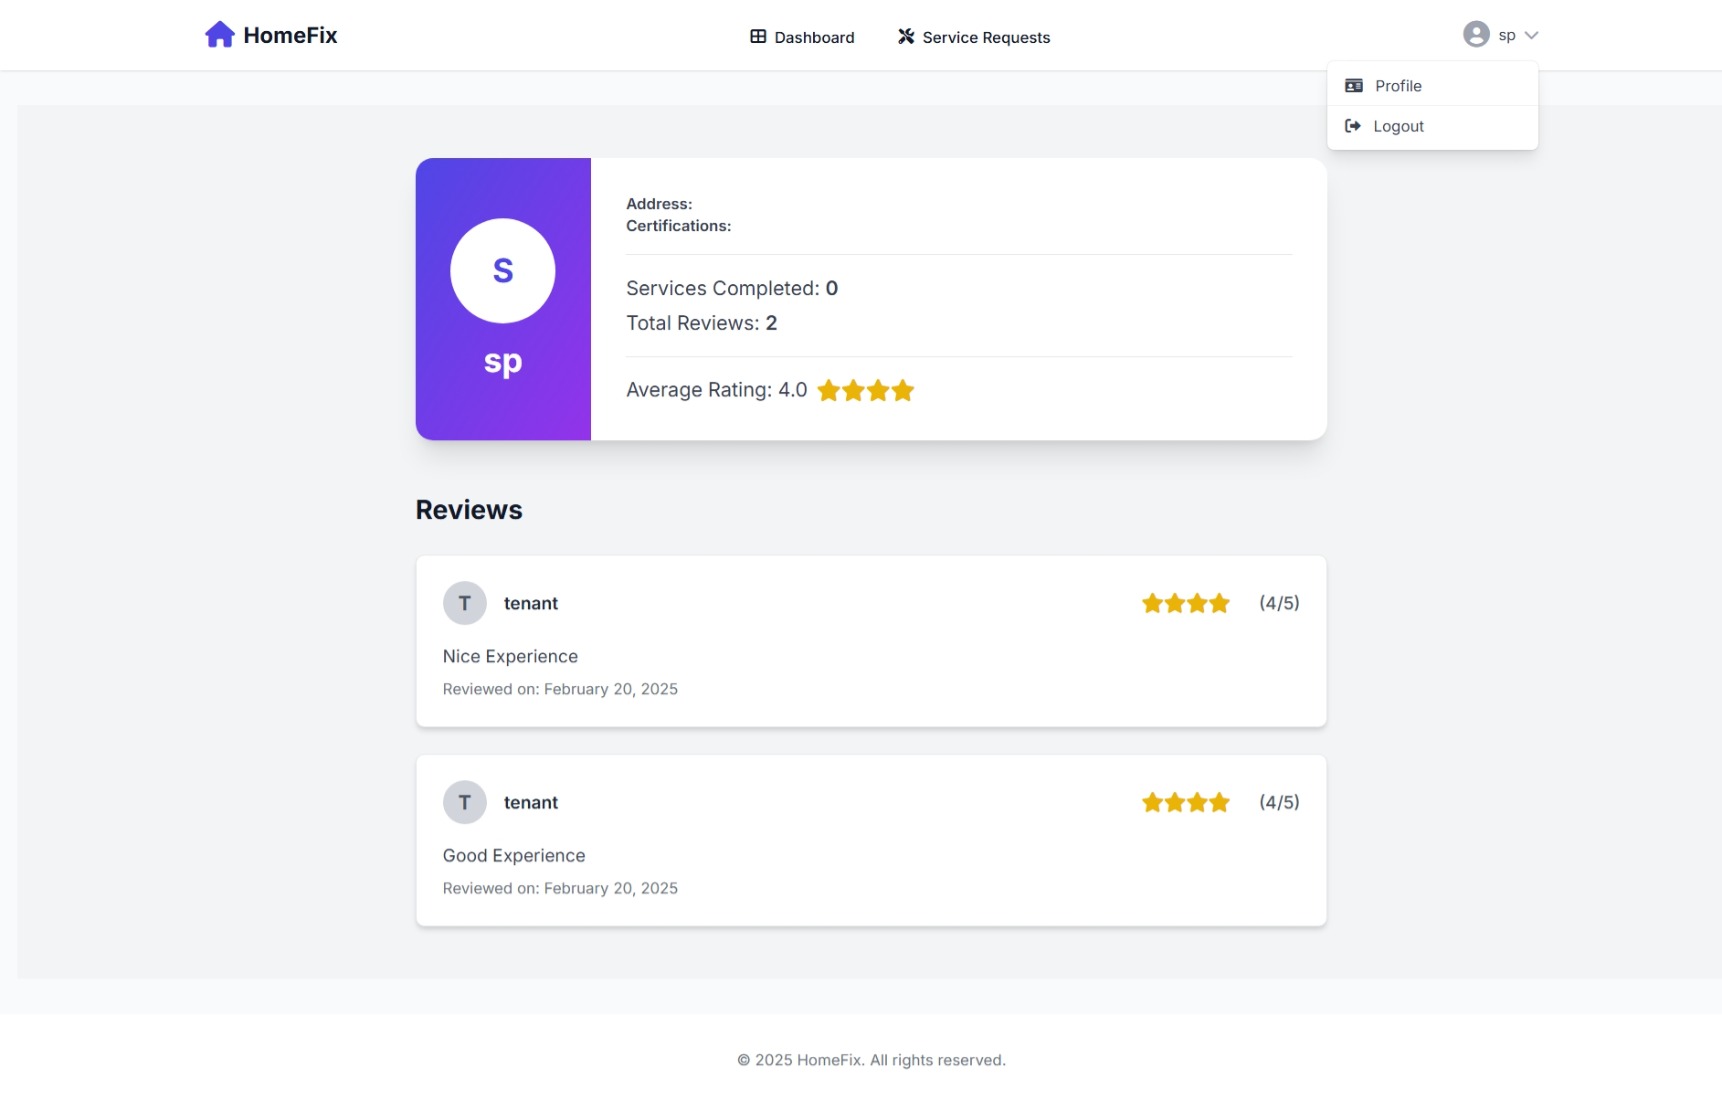 HomeFix
Dashboard
Service Requests
sp
Profile
Logout
S
sp
Address:
Certifications:
Services Completed: 0
Total Reviews: 2
Average Rating: 4.0
Reviews
T
tenant
(4/5)
Nice Experience
Reviewed on: February 20, 2025
T
tenant
(4/5)
Good Experience
Reviewed on: February 20, 2025
© 2025 HomeFix. All rights reserved.